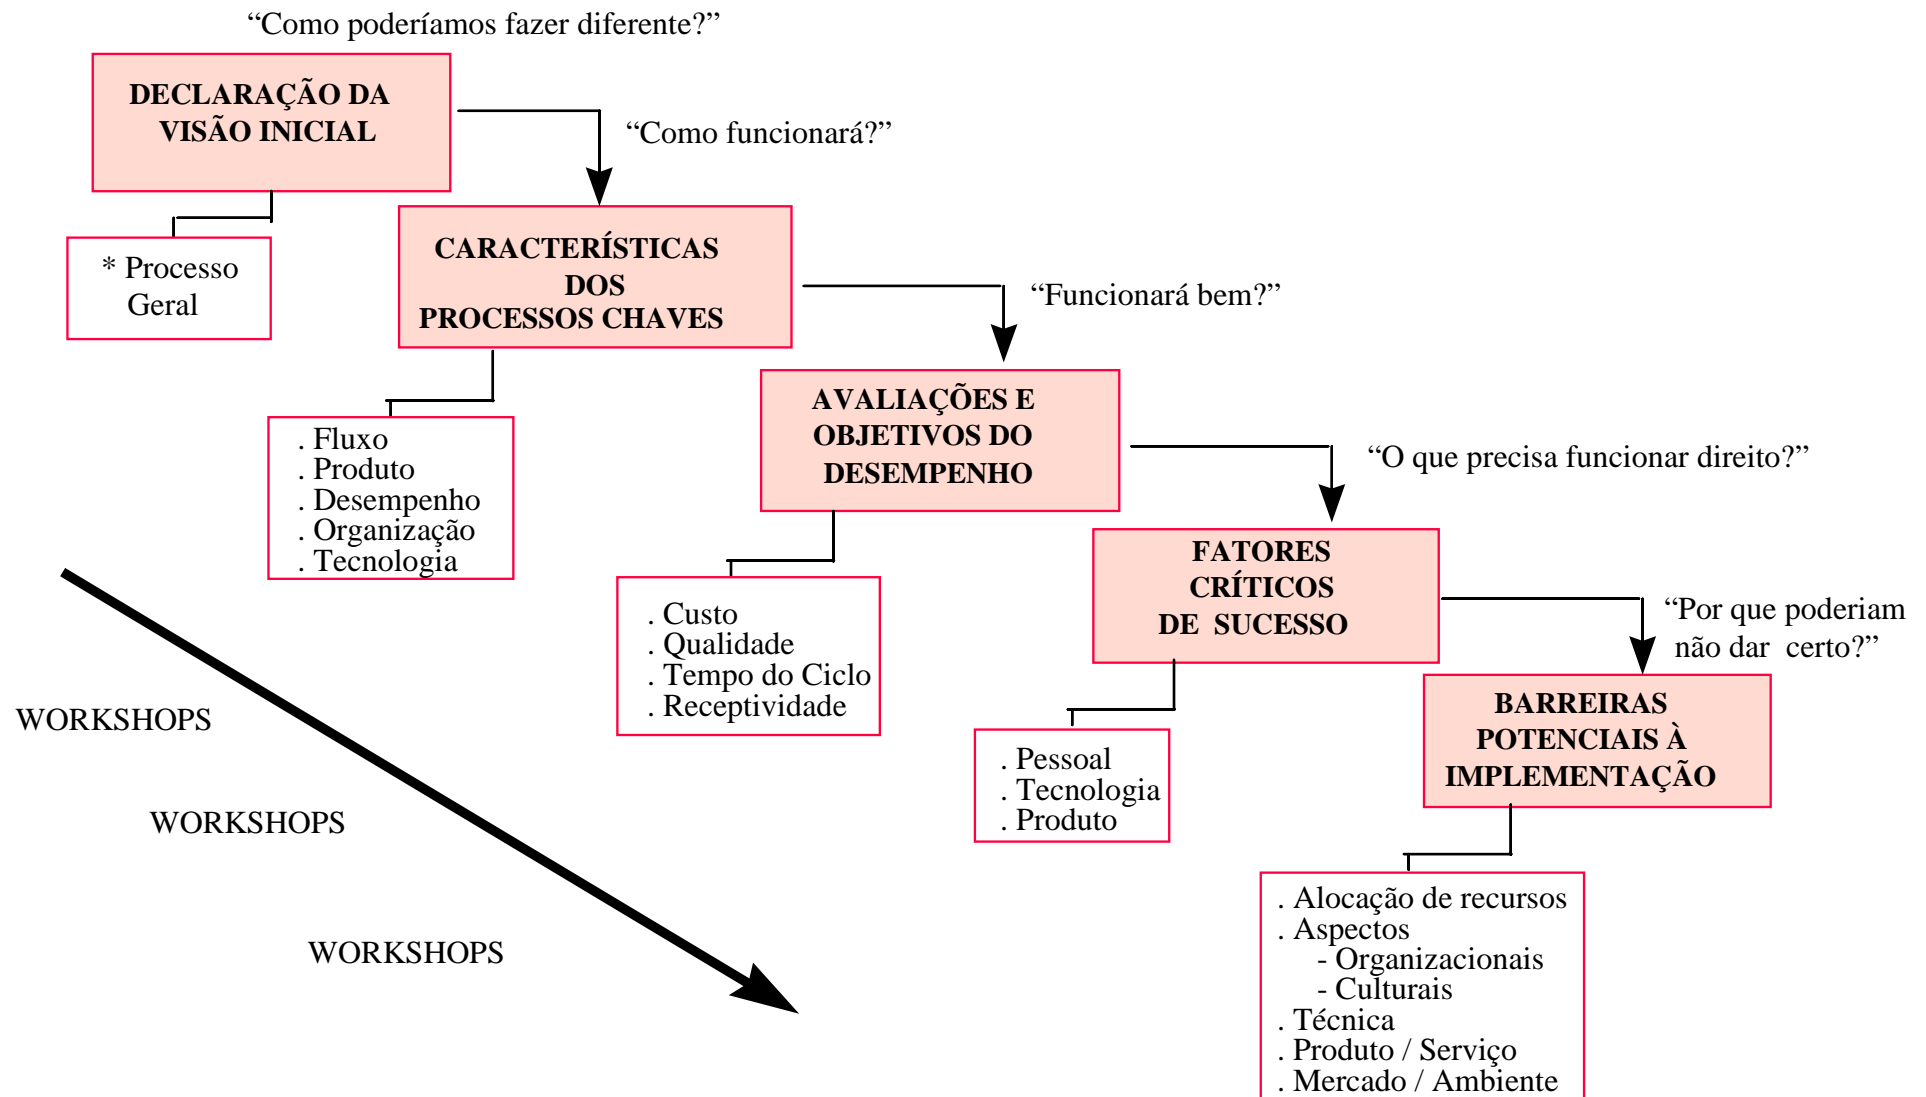 “Como poderíamos fazer diferente?”
DECLARAÇÃO DA
VISÃO INICIAL
“Como funcionará?”
* Processo
Geral
CARACTERÍSTICAS
DOS
PROCESSOS CHAVES
“Funcionará bem?”
. Fluxo
. Produto
. Desempenho
. Organização
. Tecnologia
AVALIAÇÕES E
OBJETIVOS DO
DESEMPENHO
“O que precisa funcionar direito?”
. Custo
. Qualidade
. Tempo do Ciclo
. Receptividade
FATORES
CRÍTICOS
DE SUCESSO
“Por que poderiam
não dar certo?”
. Pessoal
. Tecnologia
. Produto
BARREIRAS
POTENCIAIS À
IMPLEMENTAÇÃO
. Alocação de recursos
. Aspectos
- Organizacionais
- Culturais
. Técnica
. Produto / Serviço
. Mercado / Ambiente
WORKSHOPS
WORKSHOPS
WORKSHOPS